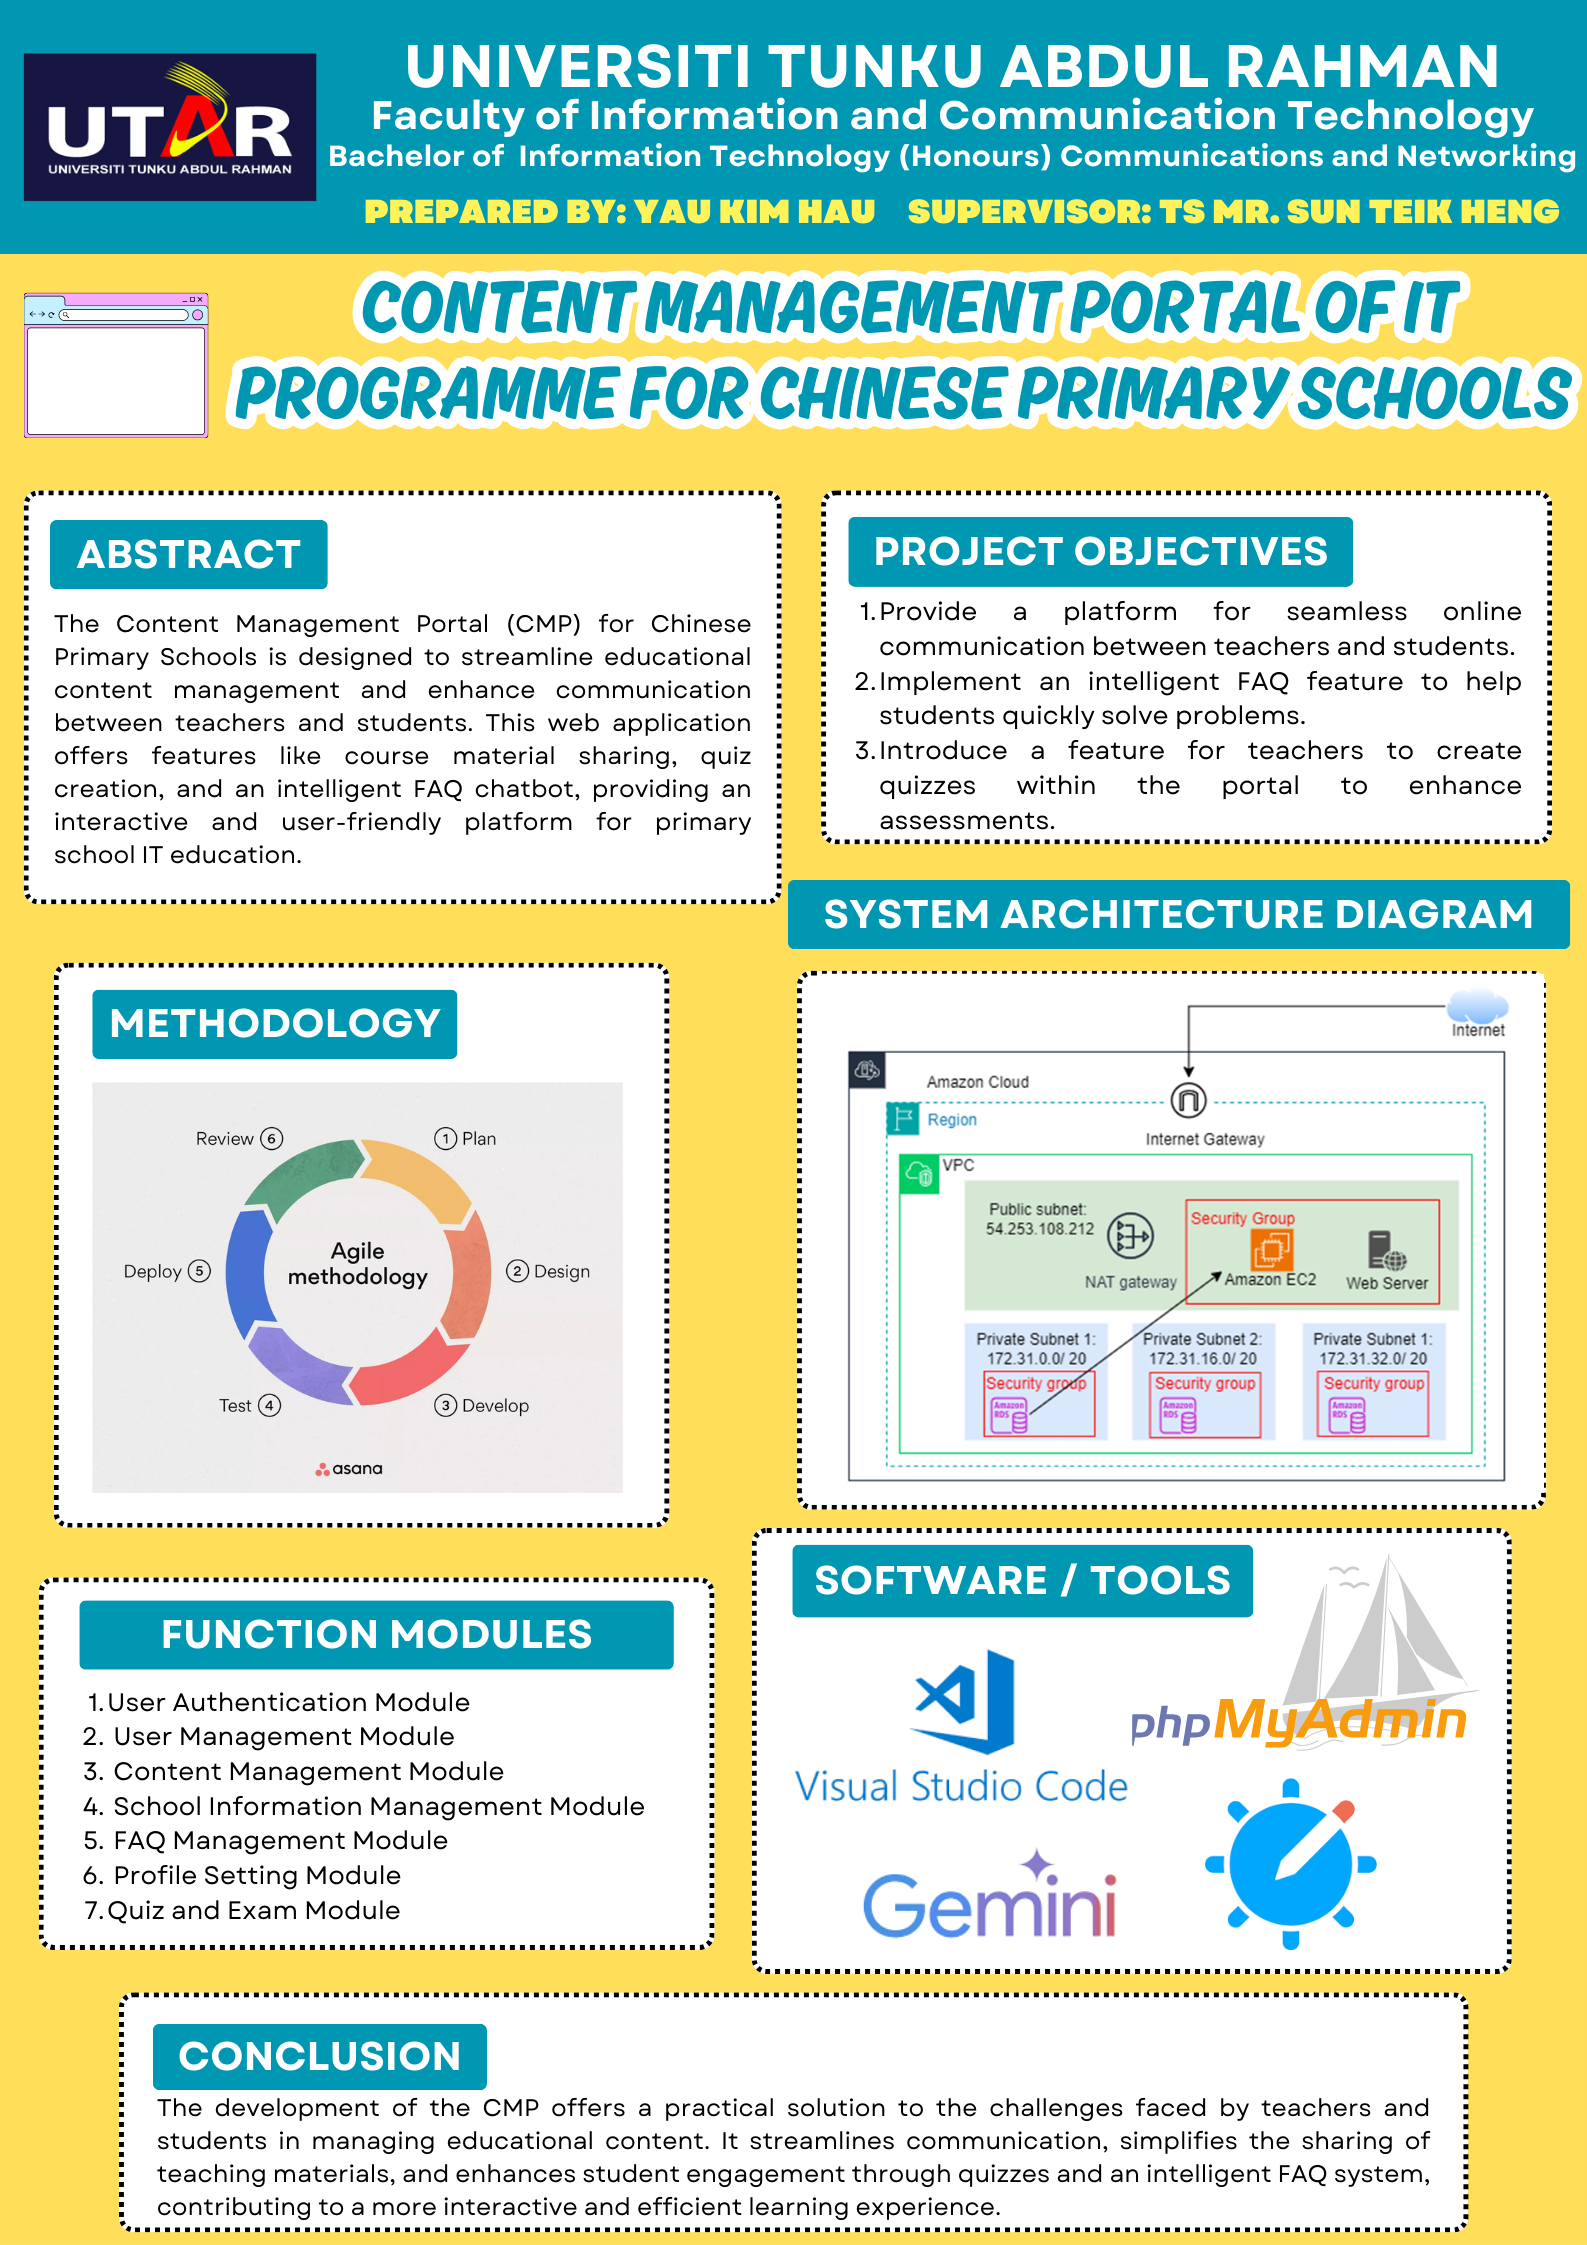 UTAR
UNIVERSITI TUNKU ABDUL RAHMAN
UNIVERSITI TUNKU ABDUL RAHMAN
Faculty of Information and Communication Technology
Bachelor of Information Technology (Honours) Communications and Networking
PREPARED BY: YAU KIM HAU SUPERVISOR: TS MR. SUN TEIK HENG
CONTENT MANAGEMENT PORTAL OF IT
PROGRAMME FOR CHINESE PRIMARY SCHOOLS
ABSTRACT
The Content Management Portal (CMP) for Chinese
Primary Schools is designed to streamline educational
content management and enhance communication
between teachers and students. This web application
offers features like course material sharing, quiz
creation, and an intelligent FAQ chatbot, providing an
interactive and user-friendly platform for primary
school IT education.
PROJECT OBJECTIVES
1. Provide a platform for seamless online
communication between teachers and students.
2. Implement an intelligent FAQ feature to help
students quickly solve problems.
3. Introduce a feature for teachers to create
quizzes within the portal to enhance
assessments.
METHODOLOGY
Review 6
1 Plan
Agile
methodology
Deploy 5
2 Design
Test 4
3 Develop
asana
SYSTEM ARCHITECTURE DIAGRAM
Internet
Amazon Cloud
Region
Internet Gateway
VPC
Public subnet:
54.253.108.212
NAT gateway
Security Group
Amazon EC2
Web Server
Private Subnet 1:
172.31.0.0/ 20
Security group
Amazon
RDS
Private Subnet 2:
172.31.16.0/ 20
Security group
Amazon
RDS
Private Subnet 1:
172.31.32.0/ 20
Security group
Amazon
RDS
FUNCTION MODULES
1. User Authentication Module
2. User Management Module
3. Content Management Module
4. School Information Management Module
5. FAQ Management Module
6. Profile Setting Module
7. Quiz and Exam Module
SOFTWARE / TOOLS
Visual Studio Code
phpMyAdmin
Gemini
CONCLUSION
The development of the CMP offers a practical solution to the challenges faced by teachers and
students in managing educational content. It streamlines communication, simplifies the sharing of
teaching materials, and enhances student engagement through quizzes and an intelligent FAQ system,
contributing to a more interactive and efficient learning experience.